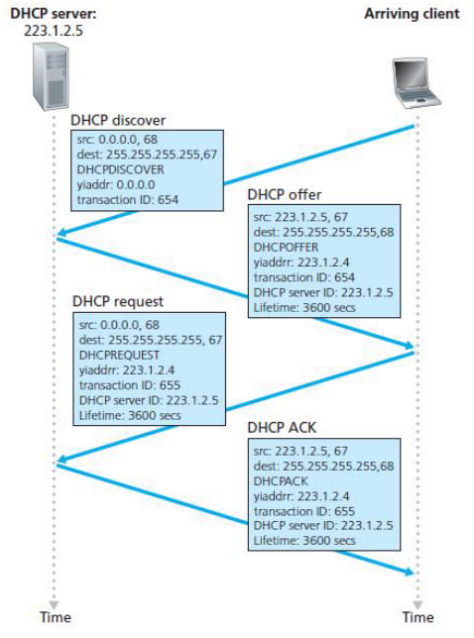 DHCP server:
223.1.2.5
Arriving client
DHCP discover
src: 0.0.0.0, 68
dest: 255.255.255.255,67
DHCPDISCOVER
yiaddr: 0.0.0.0
transaction ID: 654
DHCP offer
src: 223.1.2.5, 67
dest: 255.255.255.255,68
DHCPOFFER
yiaddrr: 223.1.2.4
transaction ID: 654
DHCP server ID: 223.1.2.5
Lifetime: 3600 secs
DHCP request
src: 0.0.0.0, 68
dest: 255.255.255.255, 67
DHCPREQUEST
yiaddrr: 223.1.2.4
transaction ID: 655
DHCP server ID: 223.1.2.5
Lifetime: 3600 secs
DHCP ACK
src: 223.1.2.5, 67
dest: 255.255.255.255,68
DHCPACK
yiaddrr: 223.1.2.4
transaction ID: 655
DHCP server ID: 223.1.2.5
Lifetime: 3600 secs
Time
Time